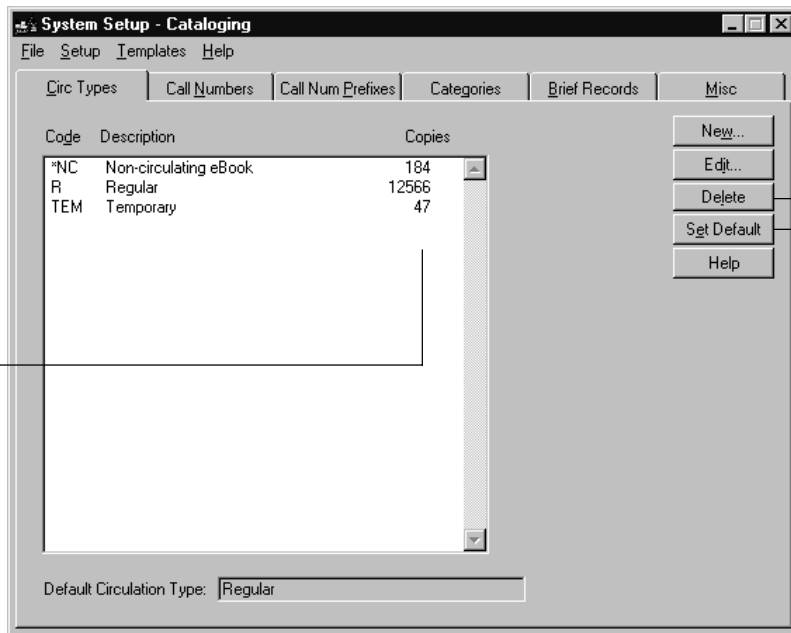 System Setup - Cataloging
File Setup Templates Help
Circ Types Call Numbers Call Num Prefixes Categories Brief Records Misc
Code Description Copies
*NC Non-circulating eBook 184
R Regular 12566
TEM Temporary 47
New...
Edit...
Delete
Set Default
Help
Default Circulation Type: Regular